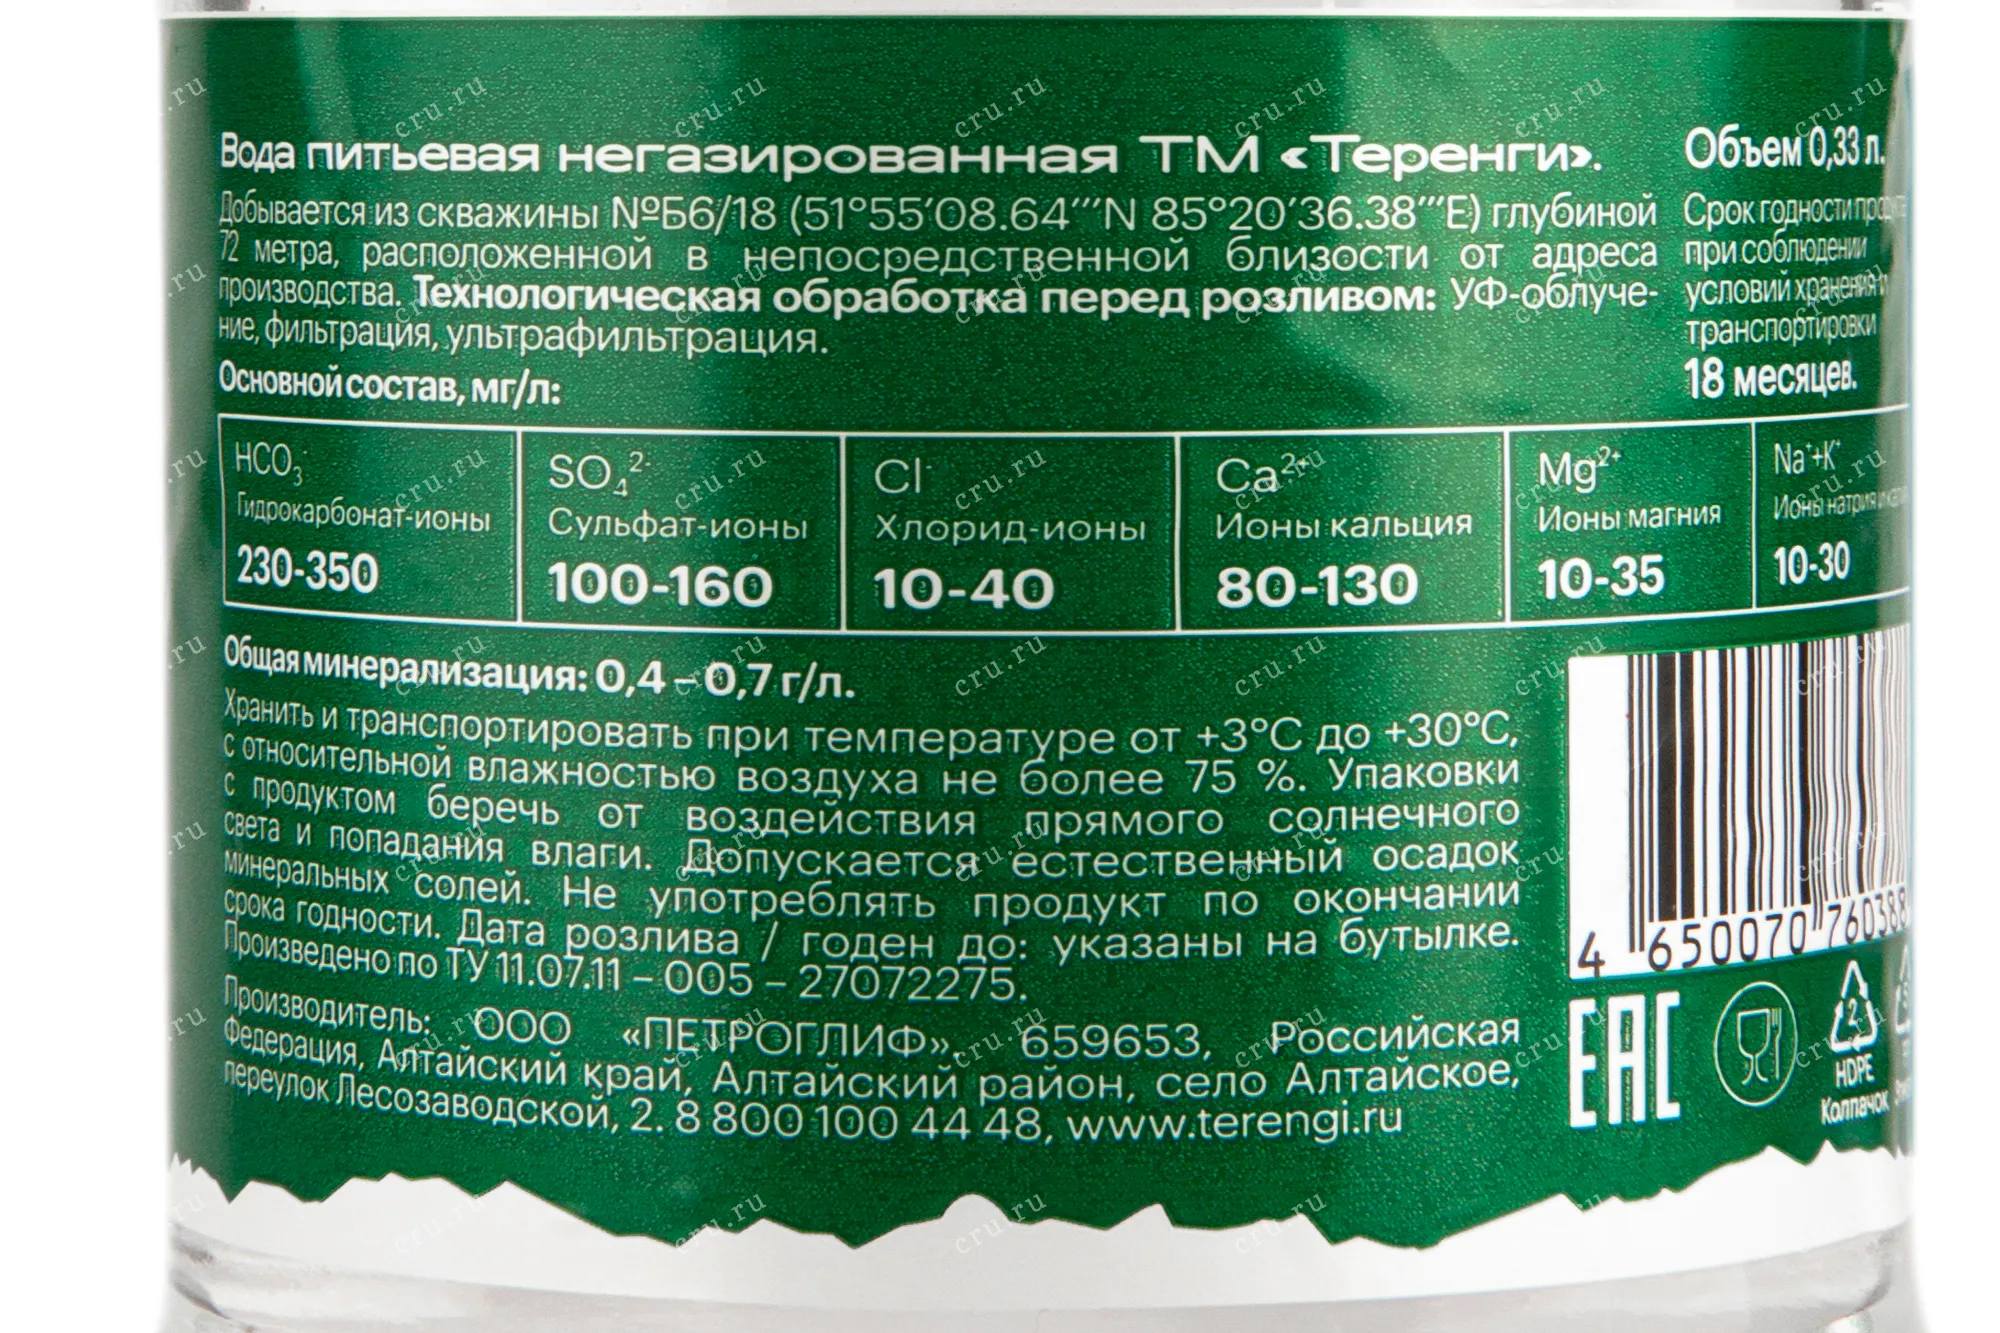 Вода питьевая негазированная ТМ «Теренги».
Добывается из скважины №Б6/18 (51°55′08.64‴N 85°20′36.38‴E) глубиной
72 метра, расположенной в непосредственной близости от адреса
производства. Технологическая обработка перед розливом: УФ-облуче-
ние, фильтрация, ультрафильтрация.
Объем 0,33 л.
Срок годности
при соблюдении
условий хранения и
транспортировки
18 месяцев.
Основной состав, мг/л:
HCO₃⁻
Гидрокарбонат-ионы
230-350
SO₄²⁻
Сульфат-ионы
100-160
Cl⁻
Хлорид-ионы
10-40
Ca²⁺
Ионы кальция
80-130
Mg²⁺
Ионы магния
10-35
Na⁺+K⁺
Ионы натрия и
10-30
Общая минерализация: 0,4 – 0,7 г/л.
Хранить и транспортировать при температуре от +3°C до +30°C,
с относительной влажностью воздуха не более 75 %. Упаковки
с продуктом беречь от воздействия прямого солнечного
света и попадания влаги. Допускается естественный осадок
минеральных солей. Не употреблять продукт по окончании
срока годности. Дата розлива / годен до: указаны на бутылке.
Произведено по ТУ 11.07.11 – 005 – 27072275.
Производитель: ООО «ПЕТРОГЛИФ», 659653, Российская
Федерация, Алтайский край, Алтайский район, село Алтайское,
переулок Лесозаводской, 2. 8 800 100 44 48, www.terengi.ru
4 650070 760388
EAC
2
HDPE
Колпачок
cru.ru